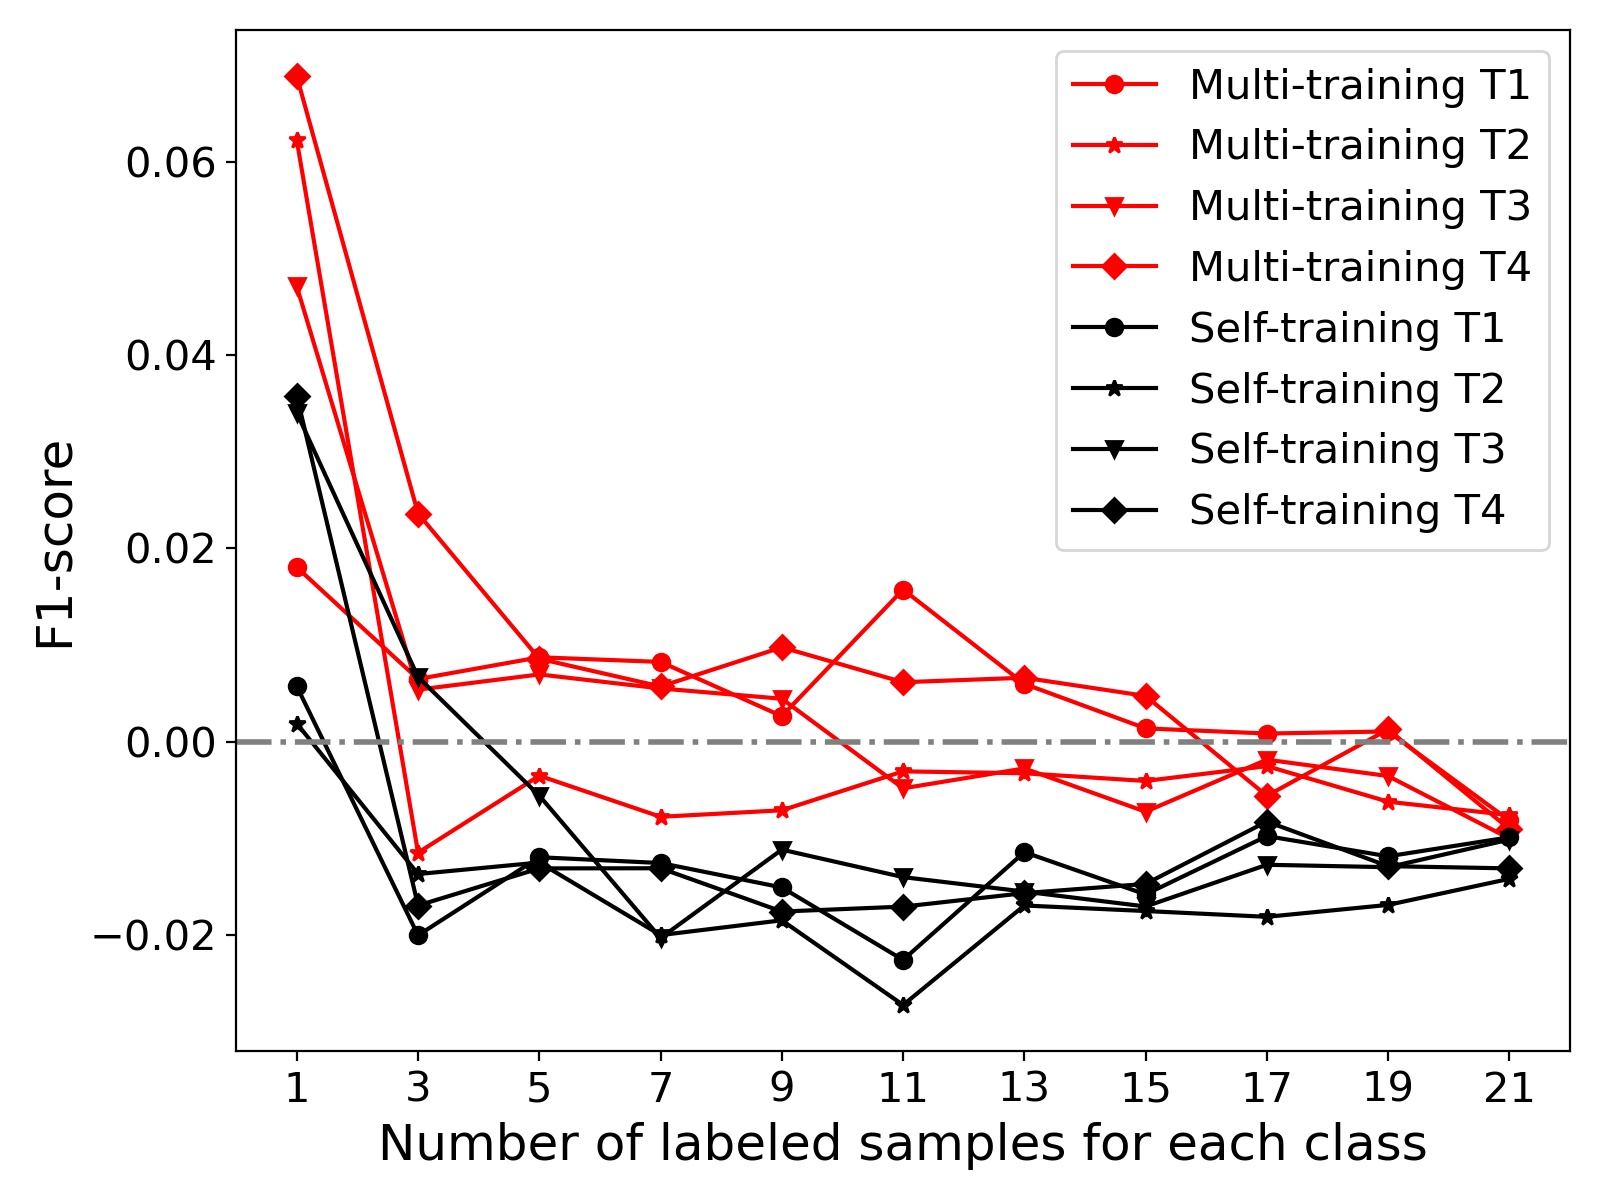 Multi-training T1
Multi-training T2
Multi-training T3
Multi-training T4
Self-training T1
Self-training T2
Self-training T3
Self-training T4
F1-score
0.06
0.04
0.02
0.00
−0.02
1 3 5 7 9 11 13 15 17 19 21
Number of labeled samples for each class